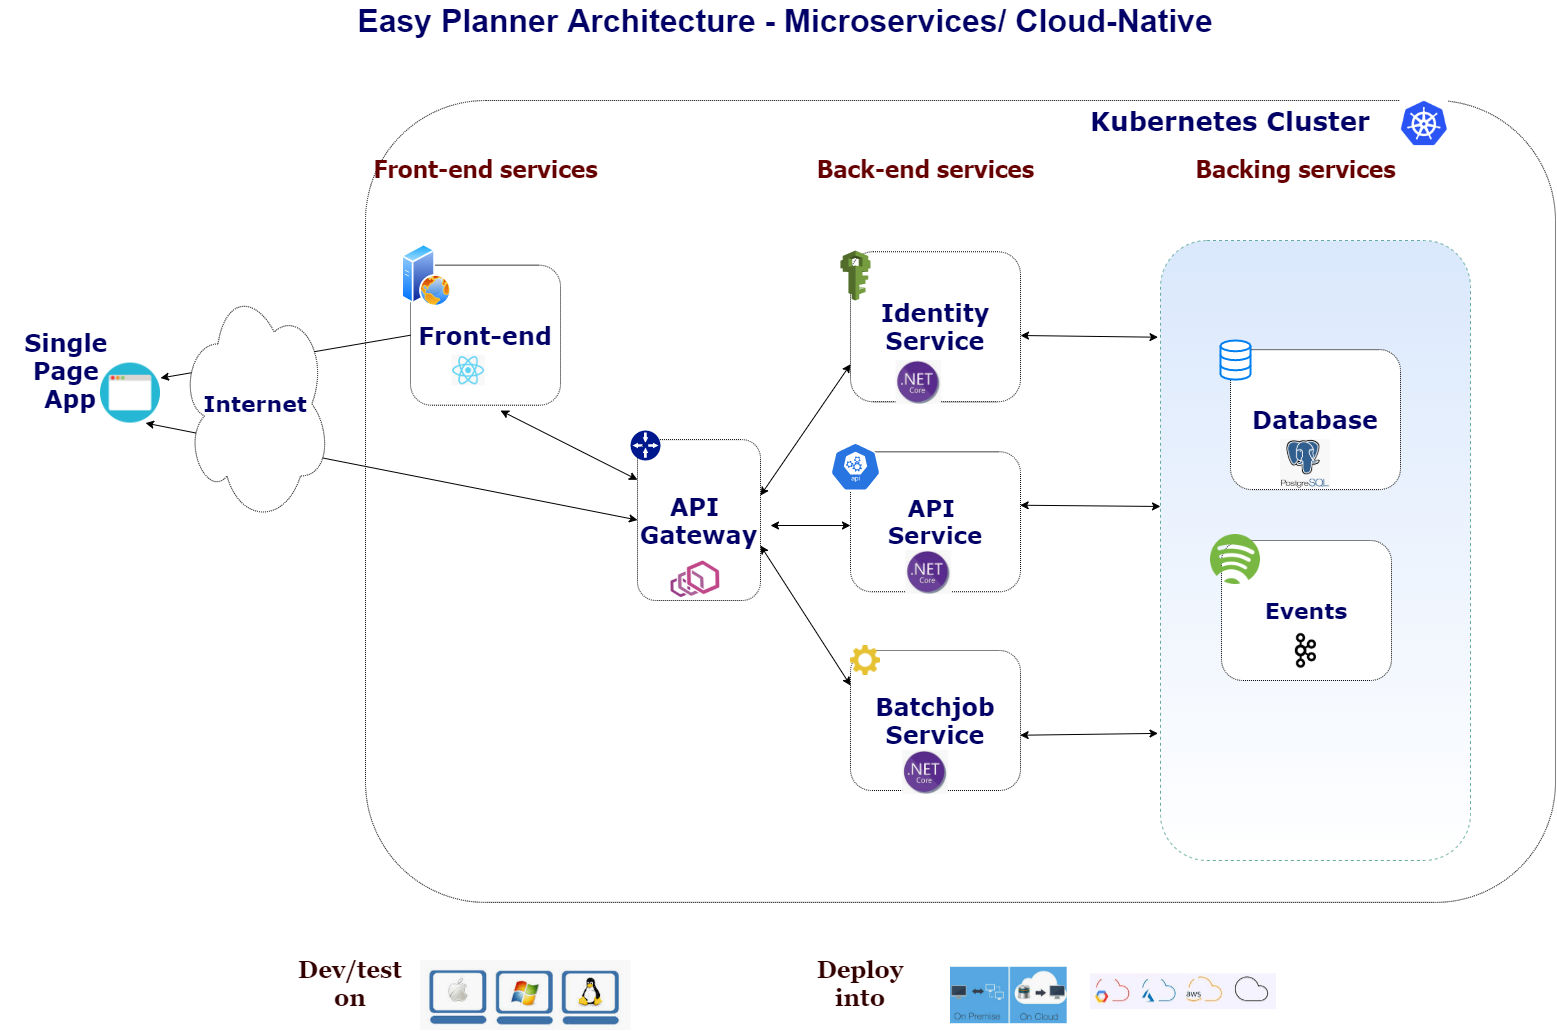 Easy Planner Architecture - Microservices/ Cloud-Native
Kubernetes Cluster
Front-end services
Back-end services
Backing services
Single
Page
App
Internet
Front-end
API
Gateway
Identity
Service
.NET
Core
api
API
Service
.NET
Core
Batchjob
Service
.NET
Core
Database
PostgreSQL
Events
Dev/test
on
Deploy
into
On Premise
On Cloud
aws